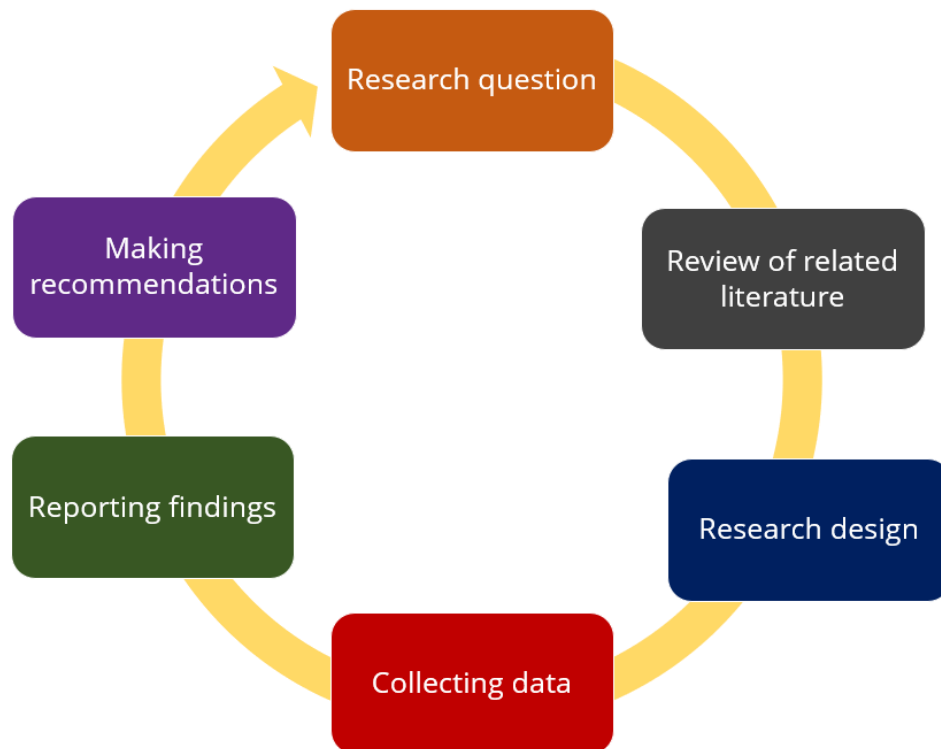 Research question
Review of related
literature
Research design
Collecting data
Reporting findings
Making
recommendations